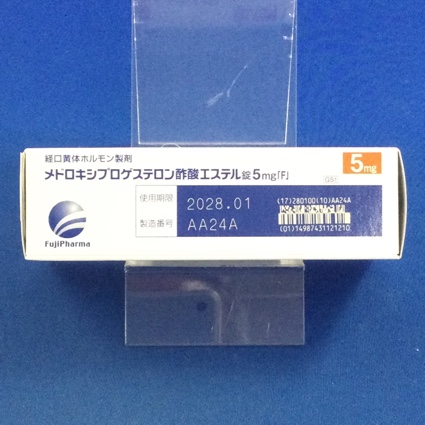 経口黄体ホルモン製剤
メドロキシプロゲステロン酢酸エステル錠5mg「F」
5mg
GS1
使用期限 2028.01
製造番号 AA24A
(17)280100(10)AA24A
(01)14987431121210
FujiPharma